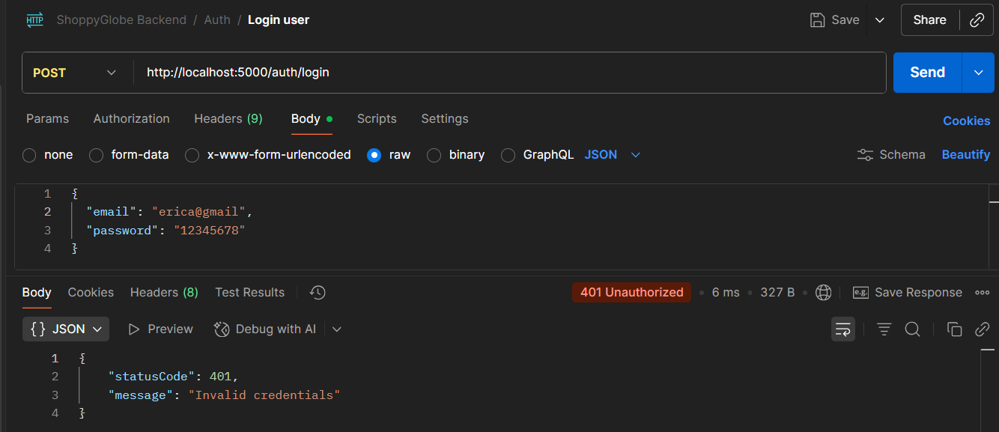 HTTP ShoppyGlobe Backend / Auth / Login user Save Share
POST http://localhost:5000/auth/login Send
Params Authorization Headers (9) Body Scripts Settings Cookies
none form-data x-www-form-urlencoded raw binary GraphQL JSON Schema Beautify
1 {
2 "email": "erica@gmail",
3 "password": "12345678"
4 }
Body Cookies Headers (8) Test Results 401 Unauthorized 6 ms 327 B e.g. Save Response
{} JSON Preview Debug with AI
1 {
2 "statusCode": 401,
3 "message": "Invalid credentials"
4 }